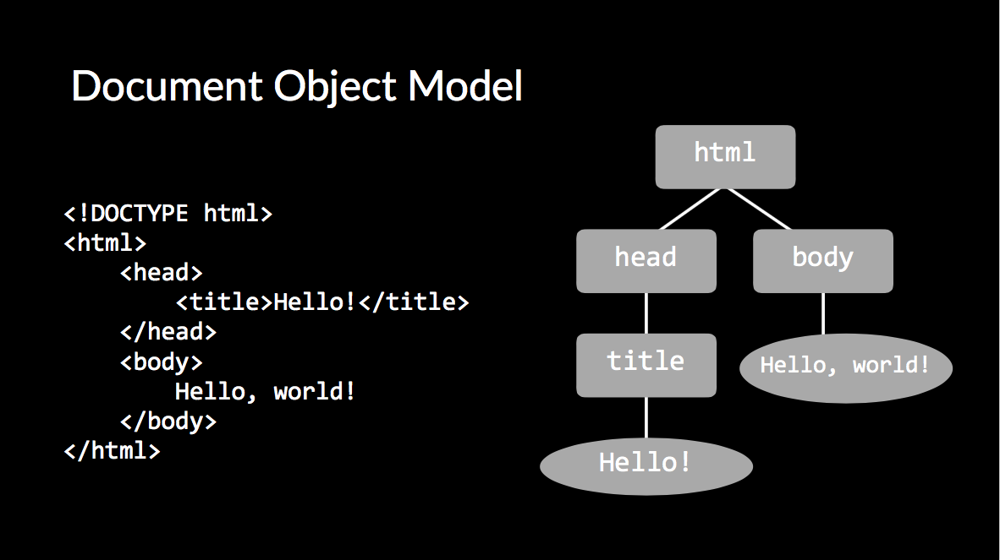 Document Object Model
<!DOCTYPE html>
<html>
    <head>
        <title>Hello!</title>
    </head>
    <body>
        Hello, world!
    </body>
</html>
html
head
body
title
Hello, world!
Hello!